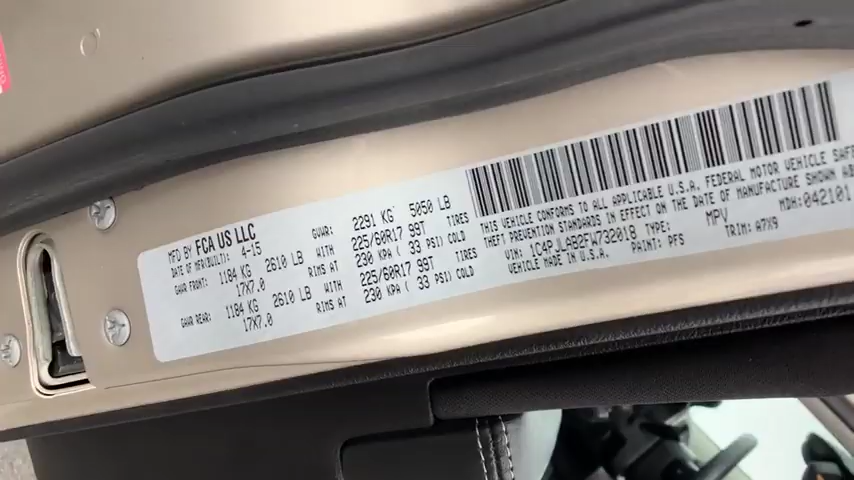 MFD BY FCA US LLC
DATE OF MFR(BUILT): 4-15 GVWR: 2291 KG 5050 LB
GAWR FRONT: 1184 KG 2610 LB WITH 225/60R17 99T TIRES
17X7.0 RIMS AT 230 KPA ( 33 PSI) COLD
GAWR REAR: 1184 KG 2610 LB WITH 225/60R17 99T TIRES
17X7.0 RIMS AT 230 KPA ( 33 PSI) COLD
THIS VEHICLE CONFORMS TO ALL APPLICABLE U.S.A. FEDERAL MOTOR VEHICLE SAFE
THEFT PREVENTION STANDARDS IN EFFECT ON THE DATE OF MANUFACTURE SHOWN AB
VIN: 1C4PJLAB2FW732018 TYPE: MPV MDH: 042101
VEHICLE MADE IN U.S.A. PAINT: PFS TRIM: A7X9